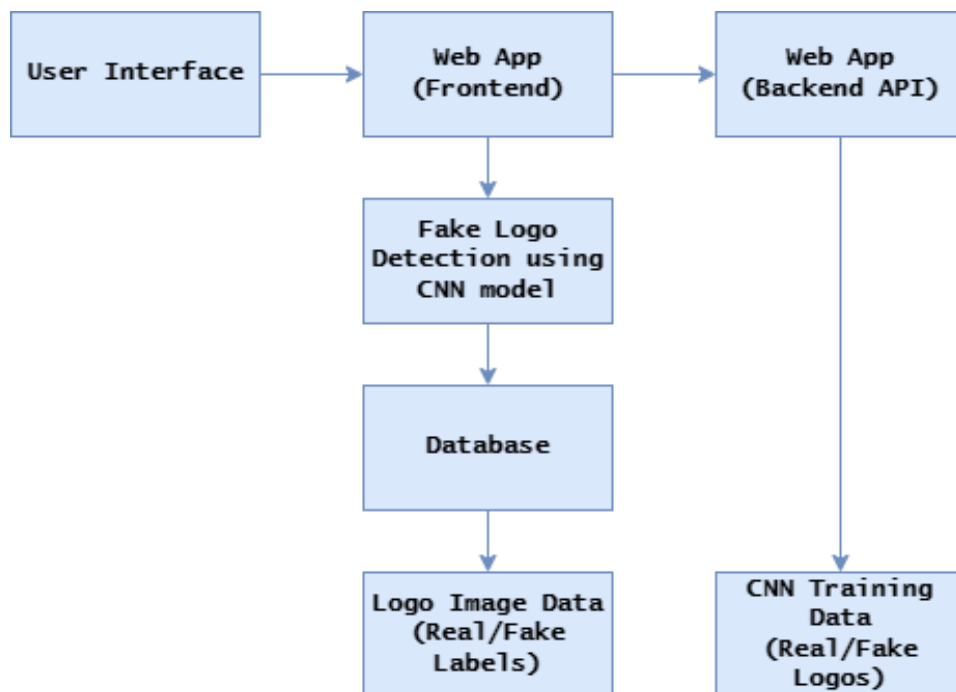 User Interface
Web App
(Frontend)
Web App
(Backend API)
Fake Logo
Detection using
CNN model
Database
Logo Image Data
(Real/Fake
Labels)
CNN Training
Data
(Real/Fake
Logos)